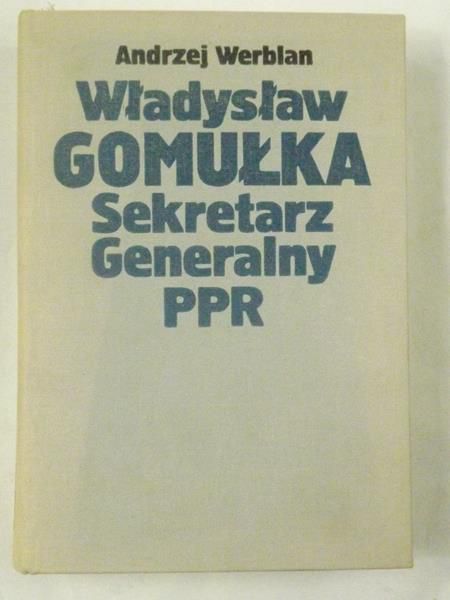 Andrzej Werblan
Władysław
GOMUŁKA
Sekretarz
Generalny
PPR